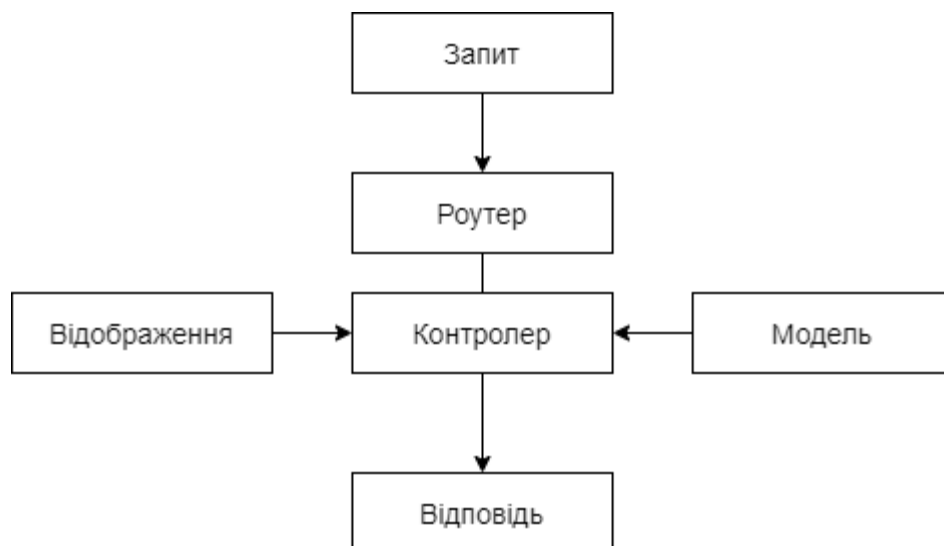 Запит
Роутер
Відображення
Контролер
Модель
Відповідь